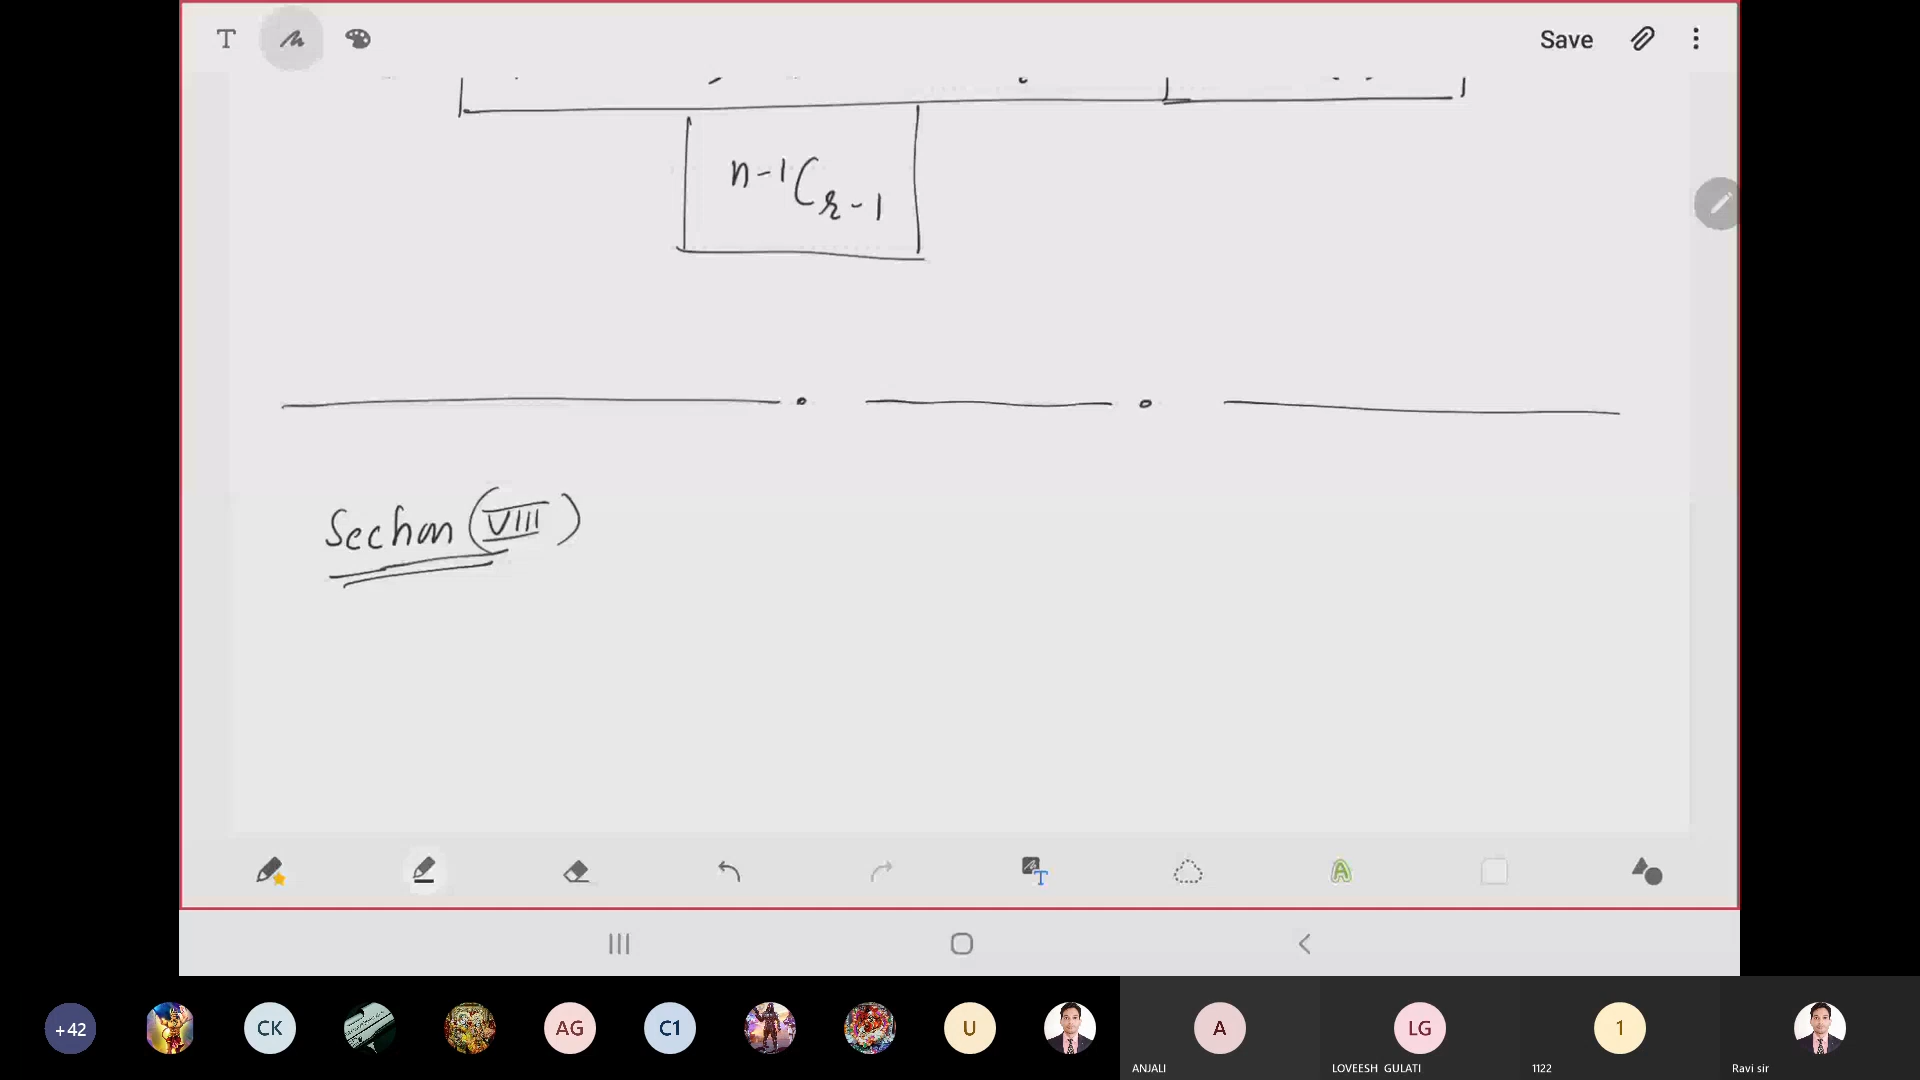 T Save
n-1Cr-1
Section (VIII)
T
A
+42 CK AG C1 U A LG 1
ANJALI LOVEESH GULATI 1122 Ravi sir